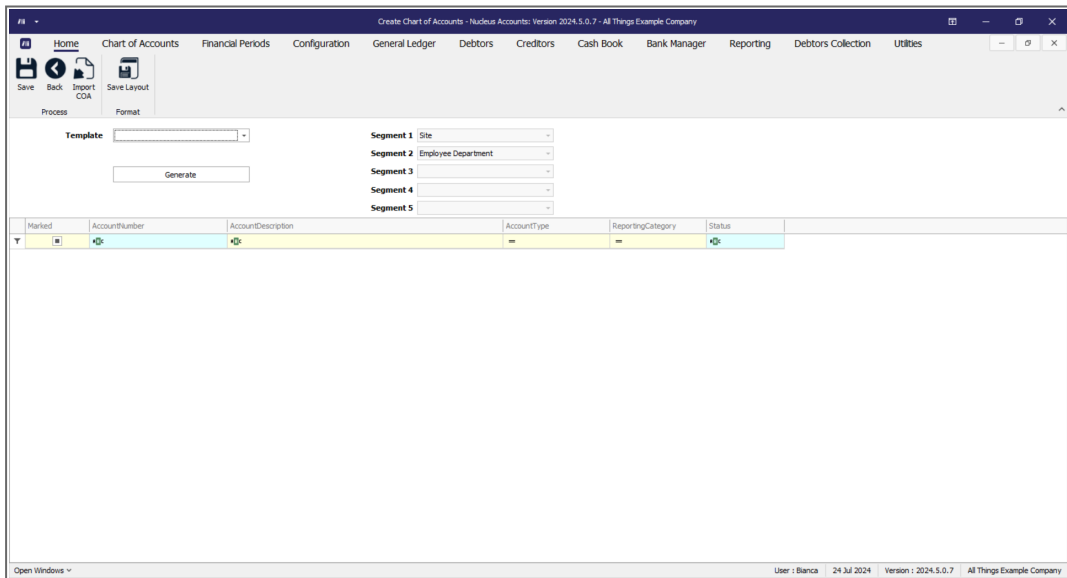 Create Chart of Accounts - Nucleus Accounts: Version 2024.5.0.7 - All Things Example Company
Home Chart of Accounts Financial Periods Configuration General Ledger Debtors Creditors Cash Book Bank Manager Reporting Debtors Collection Utilities
Save Back Import COA Save Layout
Process Format
Template Segment 1 Site
Segment 2 Employee Department
Generate Segment 3
Segment 4
Segment 5
Marked AccountNumber AccountDescription AccountType ReportingCategory Status
= =
Open Windows User : Bianca 24 Jul 2024 Version : 2024.5.0.7 All Things Example Company